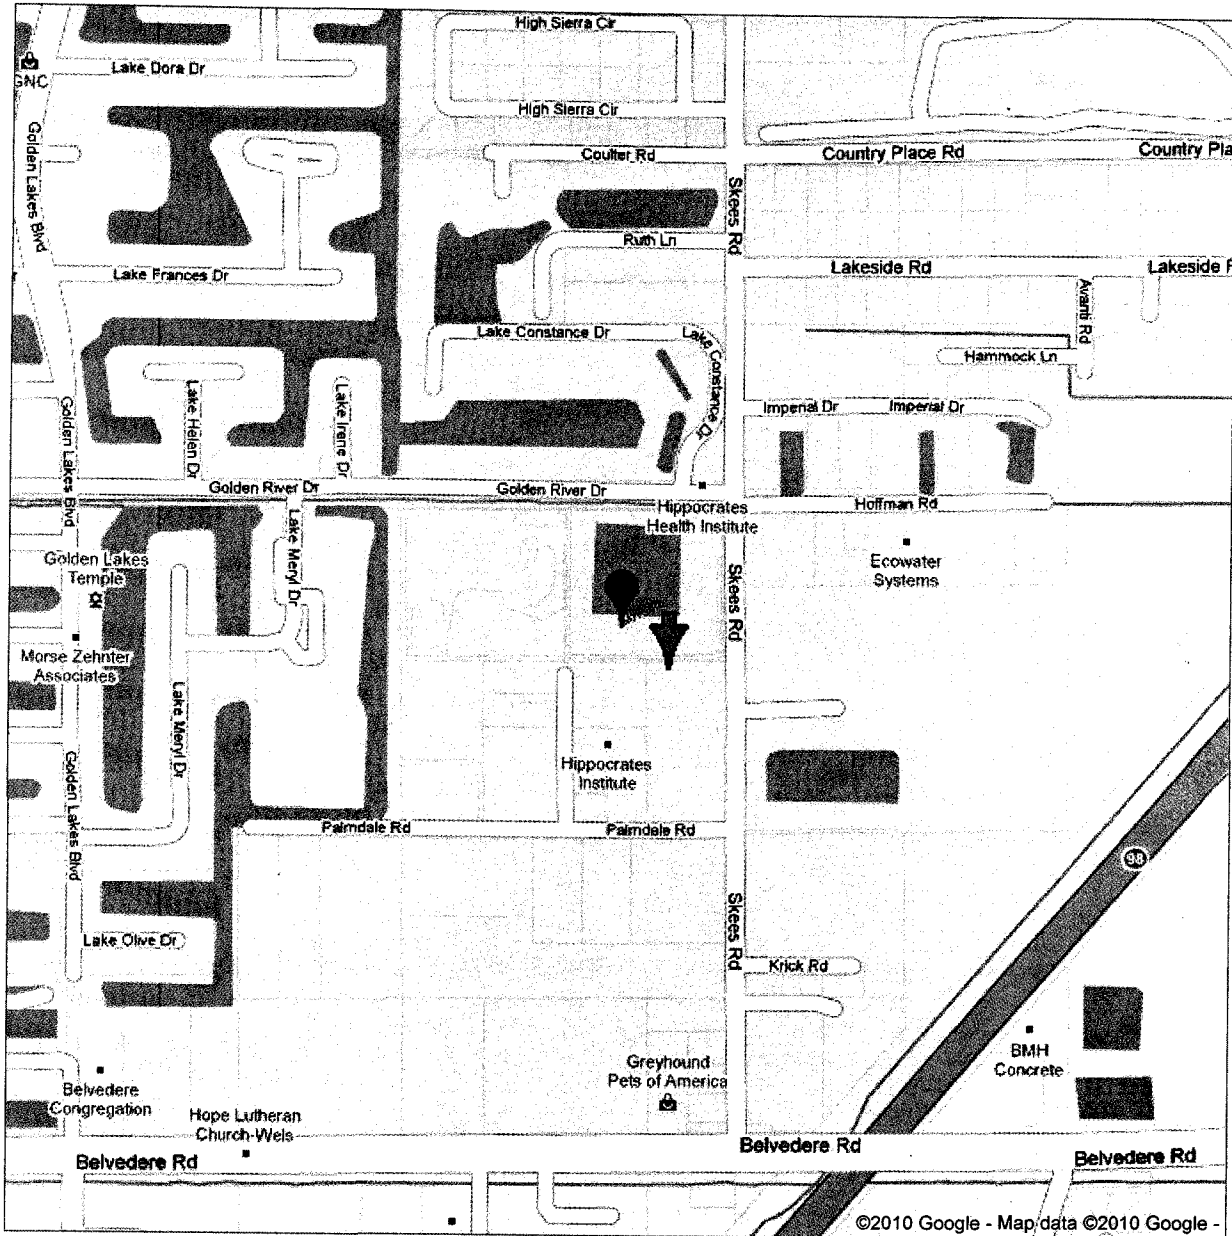 High Sierra Cir
Lake Dora Dr
GNC
High Sierra Cir
Golden Lakes Blvd
Coulter Rd
Country Place Rd
Country Pla
Skees Rd
Ruth Ln
Lake Frances Dr
Lakeside Rd
Lakeside R
Avanti Rd
Lake Constance Dr
Lake Constance Dr
Hammock Ln
Lake Helen Dr
Lake Irene Dr
Golden Lakes Blvd
Imperial Dr
Imperial Dr
Golden River Dr
Golden River Dr
Hoffman Rd
Hippocrates
Health Institute
Lake Meryl Dr
Golden Lakes
Temple
Ecowater
Systems
Skees Rd
Morse Zehnter
Associates
Lake Meryl Dr
Golden Lakes Blvd
Hippocrates
Institute
Palmdale Rd
Palmdale Rd
98
Skees Rd
Lake Olive Dr
Krick Rd
BMH
Concrete
Greyhound
Pets of America
Belvedere
Congregation
Hope Lutheran
Church-Wels
Belvedere Rd
Belvedere Rd
Belvedere Rd
©2010 Google - Map data ©2010 Google -